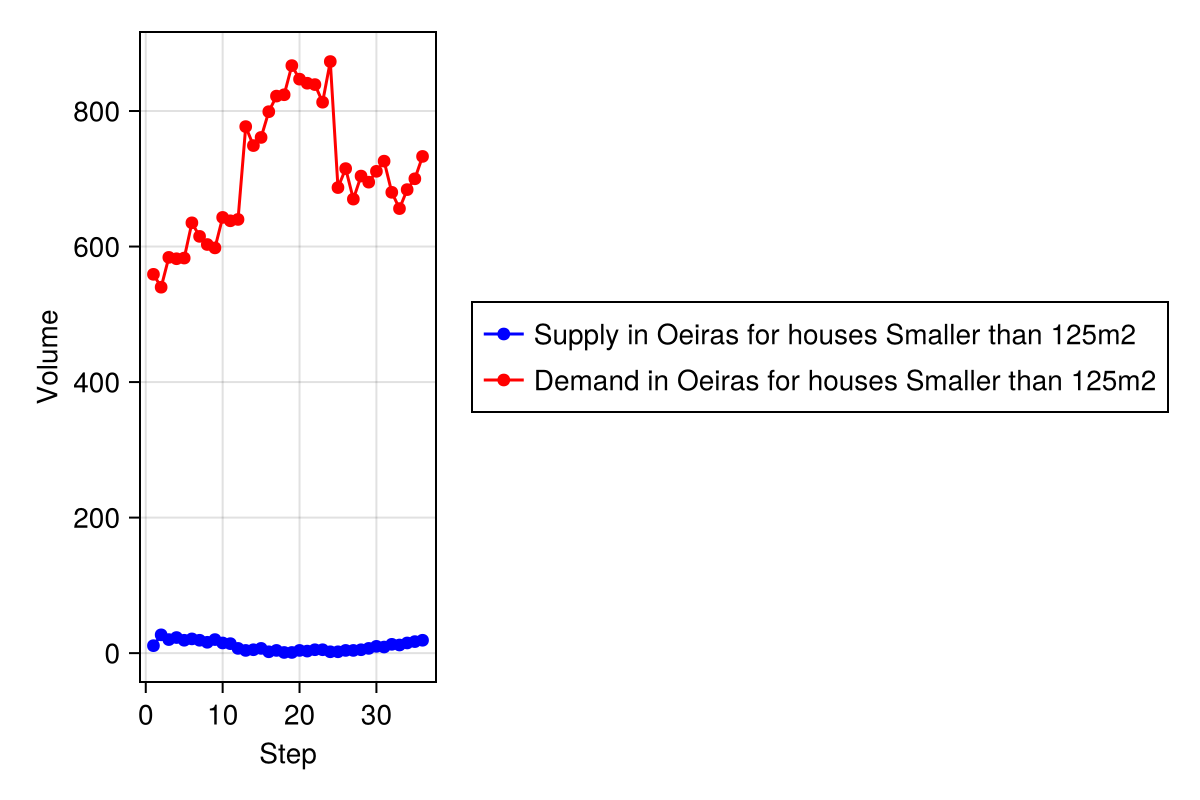 800
600
400
200
0
Volume
0 10 20 30
Step
Supply in Oeiras for houses Smaller than 125m2
Demand in Oeiras for houses Smaller than 125m2